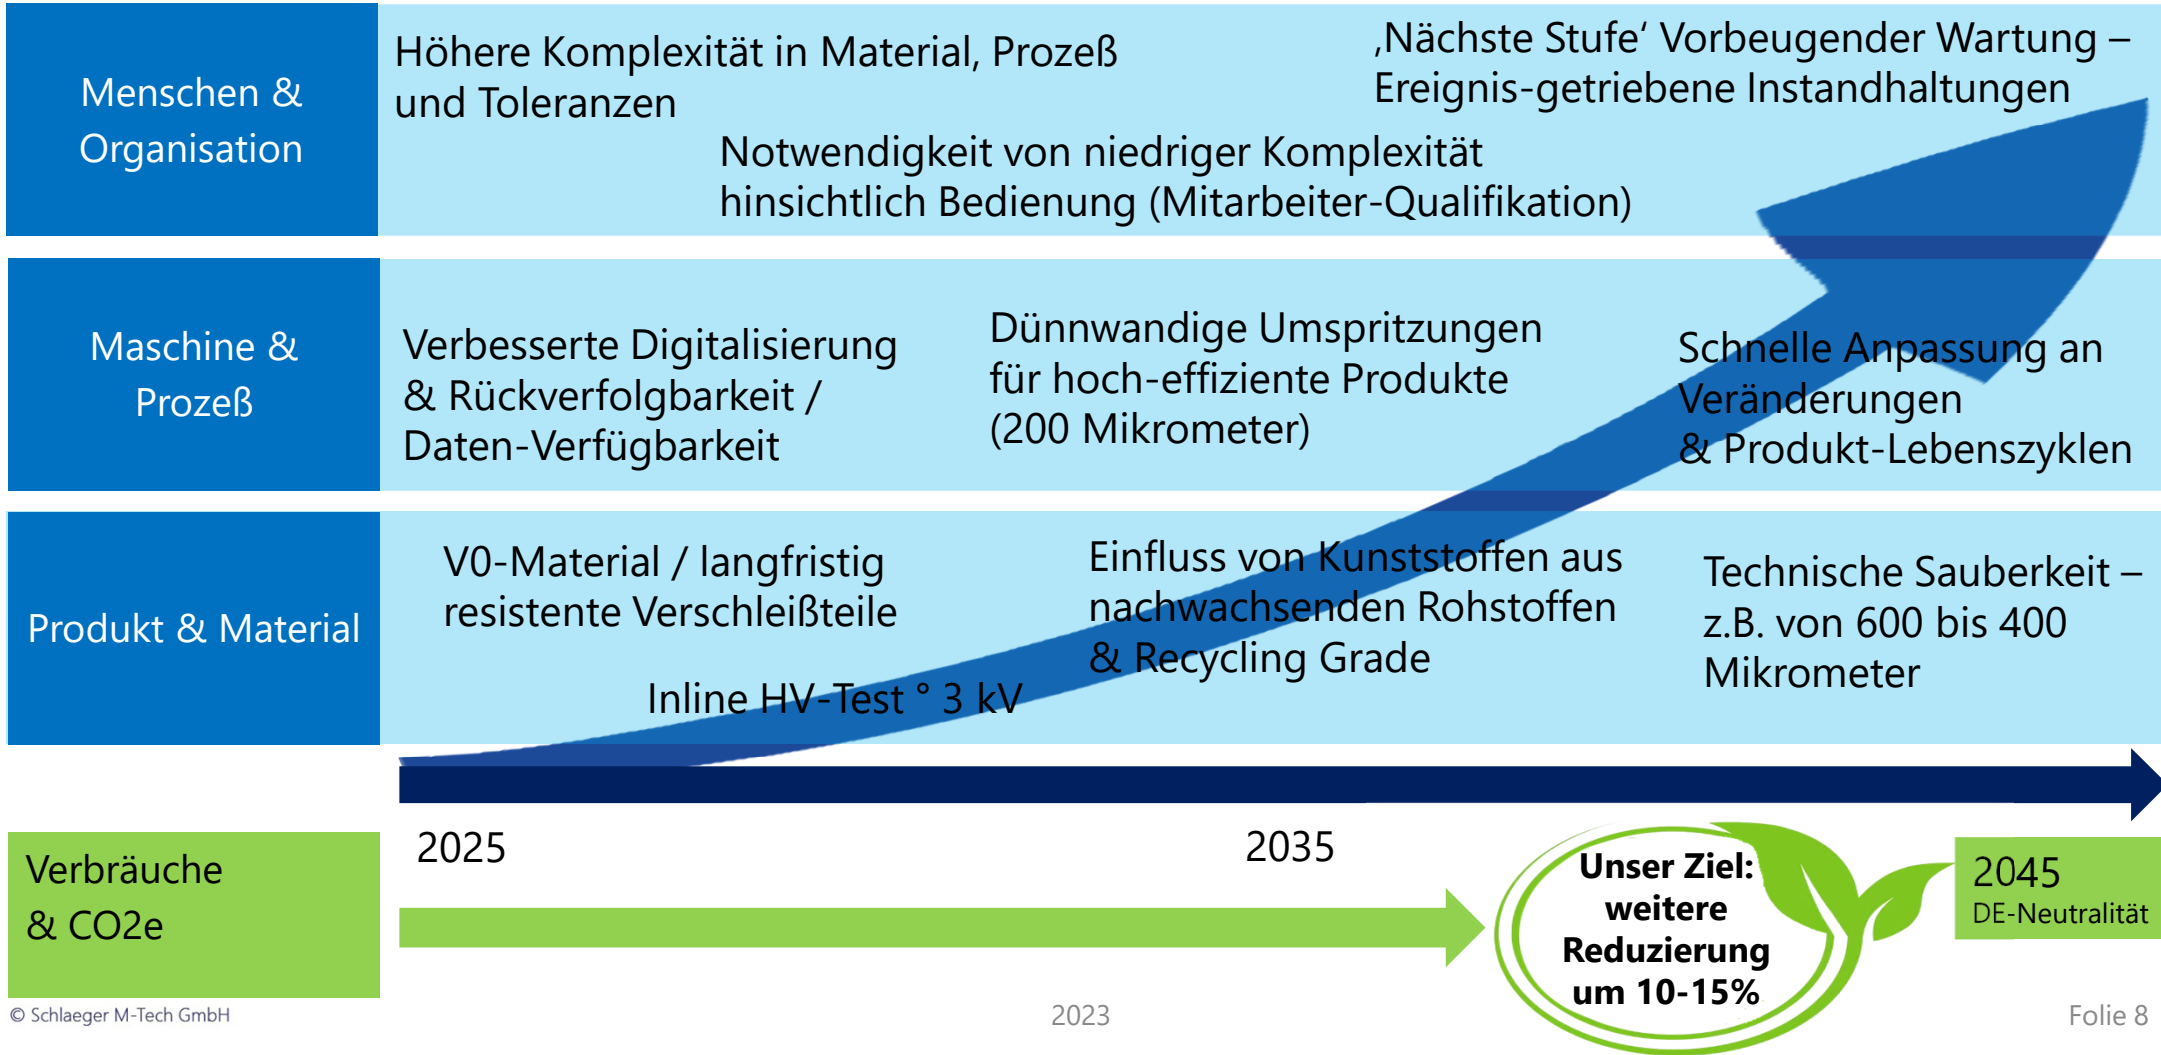 Menschen &
Organisation
Höhere Komplexität in Material, Prozeß
und Toleranzen
‚Nächste Stufe‘ Vorbeugender Wartung –
Ereignis-getriebene Instandhaltungen
Notwendigkeit von niedriger Komplexität
hinsichtlich Bedienung (Mitarbeiter-Qualifikation)
Maschine &
Prozeß
Verbesserte Digitalisierung
& Rückverfolgbarkeit /
Daten-Verfügbarkeit
Dünnwandige Umspritzungen
für hoch-effiziente Produkte
(200 Mikrometer)
Schnelle Anpassung an
Veränderungen
& Produkt-Lebenszyklen
Produkt & Material
V0-Material / langfristig
resistente Verschleißteile
Inline HV-Test ° 3 kV
Einfluss von Kunststoffen aus
nachwachsenden Rohstoffen
& Recycling Grade
Technische Sauberkeit –
z.B. von 600 bis 400
Mikrometer
2025
2035
Verbräuche
& CO2e
Unser Ziel:
weitere
Reduzierung
um 10-15%
2045
DE-Neutralität
© Schlaeger M-Tech GmbH
2023
Folie 8